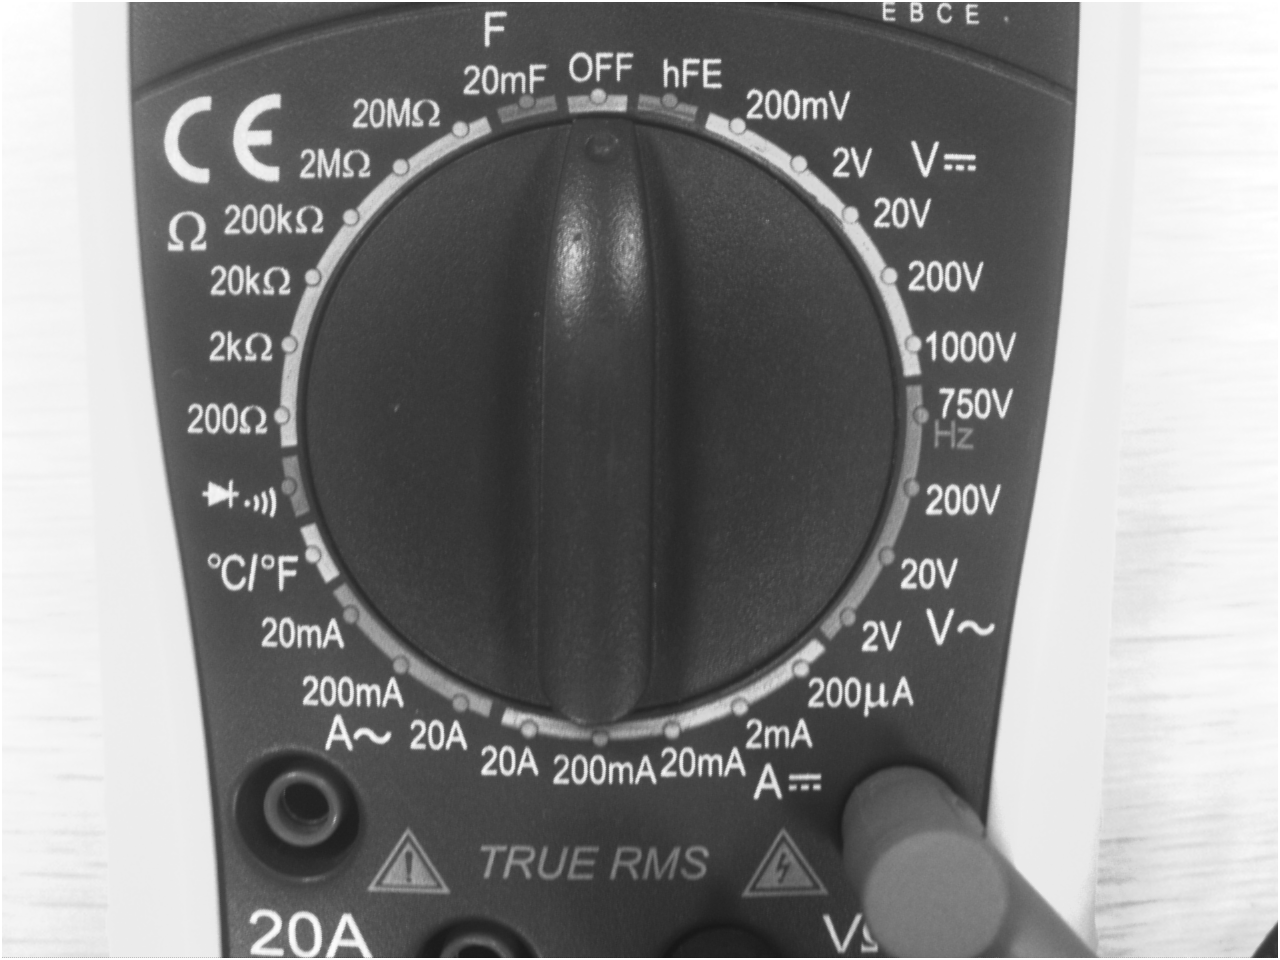 E B C E
F
20mF
OFF
hFE
200mV
20MΩ
2MΩ
2V
V⎓
CE
Ω
200kΩ
20V
20kΩ
200V
2kΩ
1000V
200Ω
750V
Hz
200V
°C/°F
20V
20mA
2V
V~
200mA
200µA
A~
20A
20A
200mA
20mA
2mA
A⎓
TRUE RMS
20A